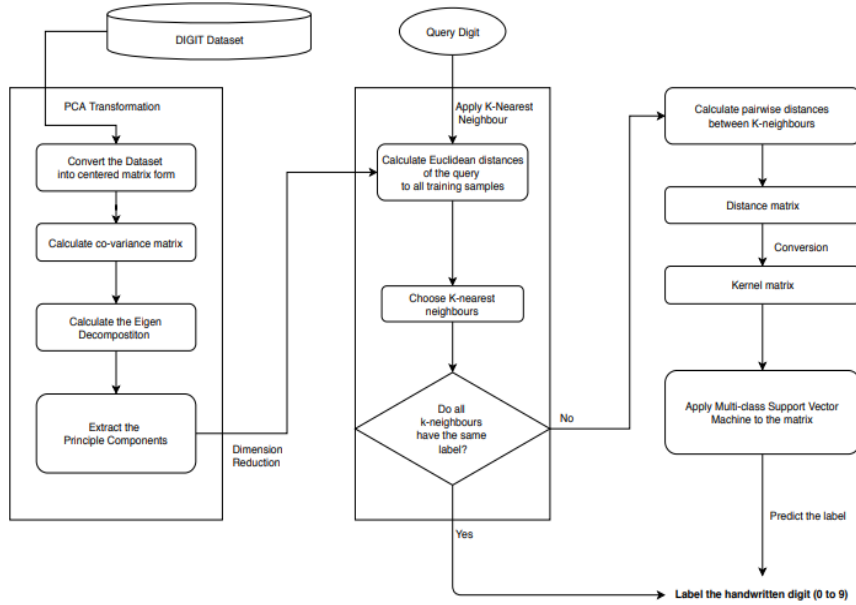 DIGIT Dataset
Query Digit
PCA Transformation
Convert the Dataset
into centered matrix form
Calculate co-variance matrix
Calculate the Eigen
Decompostiton
Extract the
Principle Components
Dimension
Reduction
Apply K-Nearest
Neighbour
Calculate Euclidean distances
of the query
to all training samples
Choose K-nearest
neighbours
Do all
k-neighbours
have the same
label?
No
Yes
Calculate pairwise distances
between K-neighbours
Distance matrix
Conversion
Kernel matrix
Apply Multi-class Support Vector
Machine to the matrix
Predict the label
Label the handwritten digit (0 to 9)